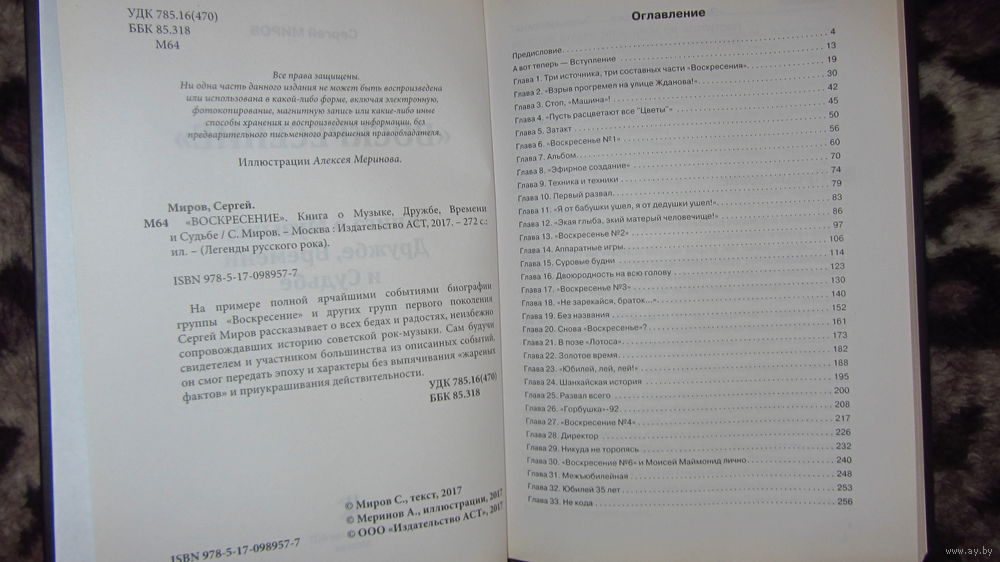 УДК 785.16(470)
ББК 85.318
М64
Все права защищены.
Ни одна часть данного издания не может быть воспроизведена
или использована в какой-либо форме, включая электронную,
фотокопирование, магнитную запись или какие-либо иные
способы хранения и воспроизведения информации, без
предварительного письменного разрешения правообладателя.
Иллюстрации Алексея Меринова.
Миров, Сергей.
М64 «ВОСКРЕСЕНИЕ». Книга о Музыке, Дружбе, Времени
и Судьбе / С. Миров. – Москва : Издательство АСТ, 2017. – 272 с.:
ил. – (Легенды русского рока).
ISBN 978-5-17-098957-7
На примере полной ярчайшими событиями биографии
группы «Воскресение» и других групп первого поколения
Сергей Миров рассказывает о всех бедах и радостях, неизбежно
сопровождавших историю советской рок-музыки. Сам будучи
свидетелем и участником большинства из описанных событий,
он смог передать эпоху и характеры без выпячивания «жареных
фактов» и приукрашивания действительности.
УДК 785.16(470)
ББК 85.318
© Миров С., текст, 2017
© Меринов А., иллюстрации, 2017
© ООО «Издательство АСТ», 2017
ISBN 978-5-17-098957-7
Оглавление
Предисловие 4
А вот теперь — Вступление 13
Глава 1. Три источника, три составных части «Воскресения» 19
Глава 2. «Взрыв прогремел на улице Жданова!» 30
Глава 3. Стоп, «Машина»! 42
Глава 4. «Пусть расцветают все "Цветы"» 45
Глава 5. Затакт 50
Глава 6. «Воскресенье №1» 56
Глава 7. Альбом 60
Глава 8. «Эфирное создание» 70
Глава 9. Техника и техники 74
Глава 10. Первый развал 79
Глава 11. «Я от бабушки ушел, я от дедушки ушел!» 83
Глава 12. «Экая глыба, экий матерый человечище!» 86
Глава 13. «Воскресенье №2» 97
Глава 14. Аппаратные игры 106
Глава 15. Суровые будни 114
Глава 16. Двоюродность на всю голову 123
Глава 17. «Воскресенье №3» 130
Глава 18. «Не зарекайся, браток...» 140
Глава 19. Без названия 152
Глава 20. Снова «Воскресенье»? 161
Глава 21. В позе «Лотоса» 173
Глава 22. Золотое время 182
Глава 23. «Юбилей, лей, лей!» 188
Глава 24. Шанхайская история 195
Глава 25. Развал всего 200
Глава 26. «Горбушка»-92 208
Глава 27. «Воскресение №4» 217
Глава 28. Директор 226
Глава 29. Никуда не торопясь 232
Глава 30. «Воскресение №6» и Моисей Маймонид лично 240
Глава 31. Межъюбилейная 248
Глава 32. Юбилей 35 лет 253
Глава 33. Не кода 256
www.ay.by